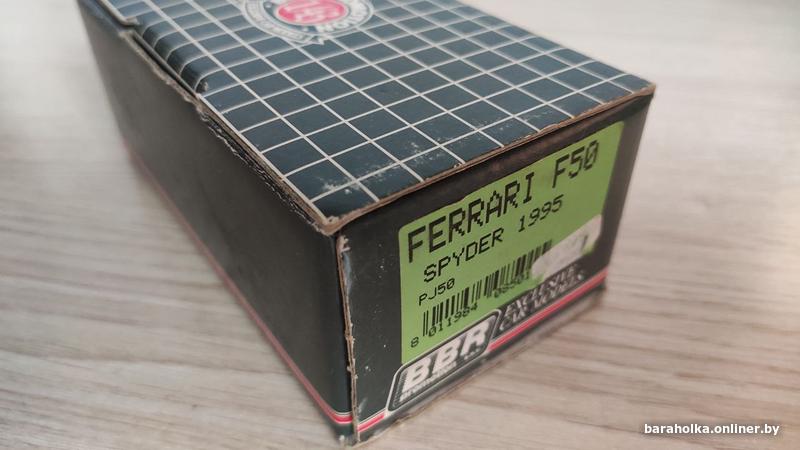 FERRARI F50
SPYDER 1995
PJ50
8 011984
BBR
EXCLUSIVE
CAR MODELS
baraholka.onliner.by